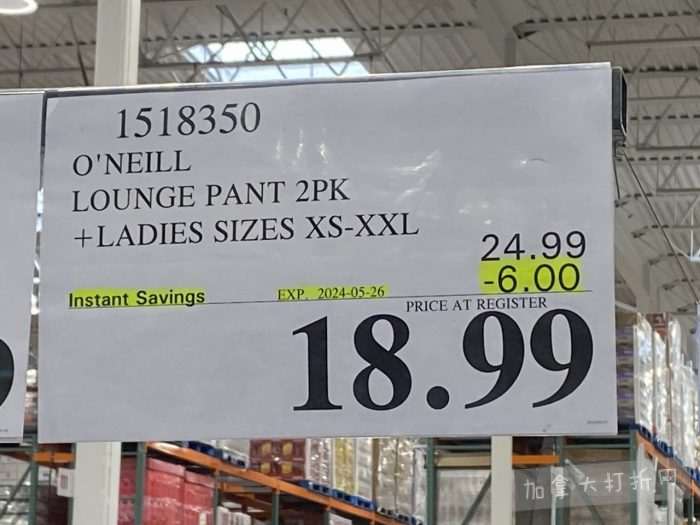 1518350
O'NEILL
LOUNGE PANT 2PK
+LADIES SIZES XS-XXL
24.99
Instant Savings EXP. 2024-05-26 -6.00
PRICE AT REGISTER
18.99
加拿大打折网